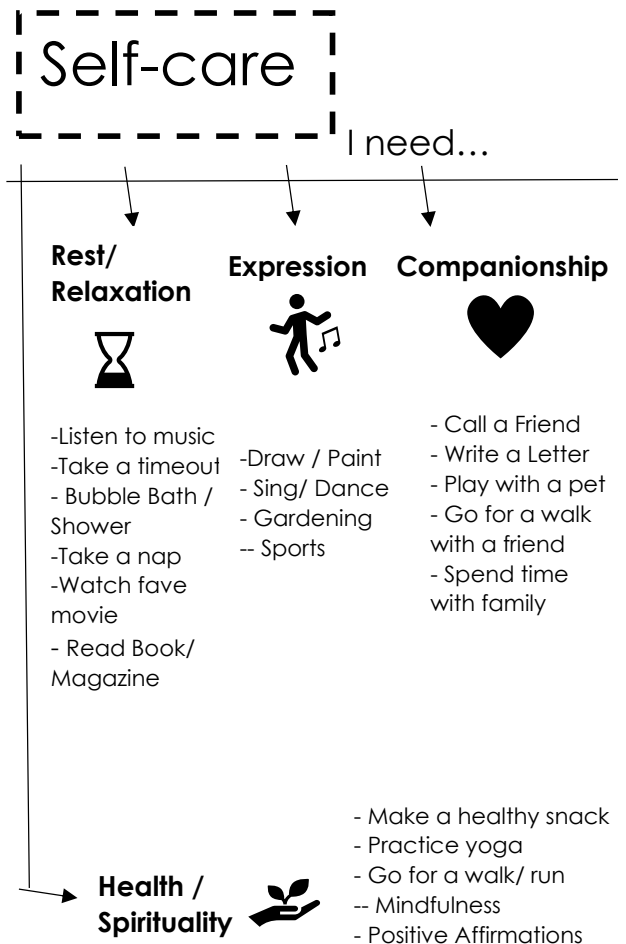 Self-care
I need...
Rest/
Relaxation
-Listen to music
-Take a timeout
- Bubble Bath /
Shower
-Take a nap
-Watch fave
movie
- Read Book/
Magazine
Expression
-Draw / Paint
- Sing/ Dance
- Gardening
-- Sports
Companionship
- Call a Friend
- Write a Letter
- Play with a pet
- Go for a walk
with a friend
- Spend time
with family
Health /
Spirituality
- Make a healthy snack
- Practice yoga
- Go for a walk/ run
-- Mindfulness
- Positive Affirmations